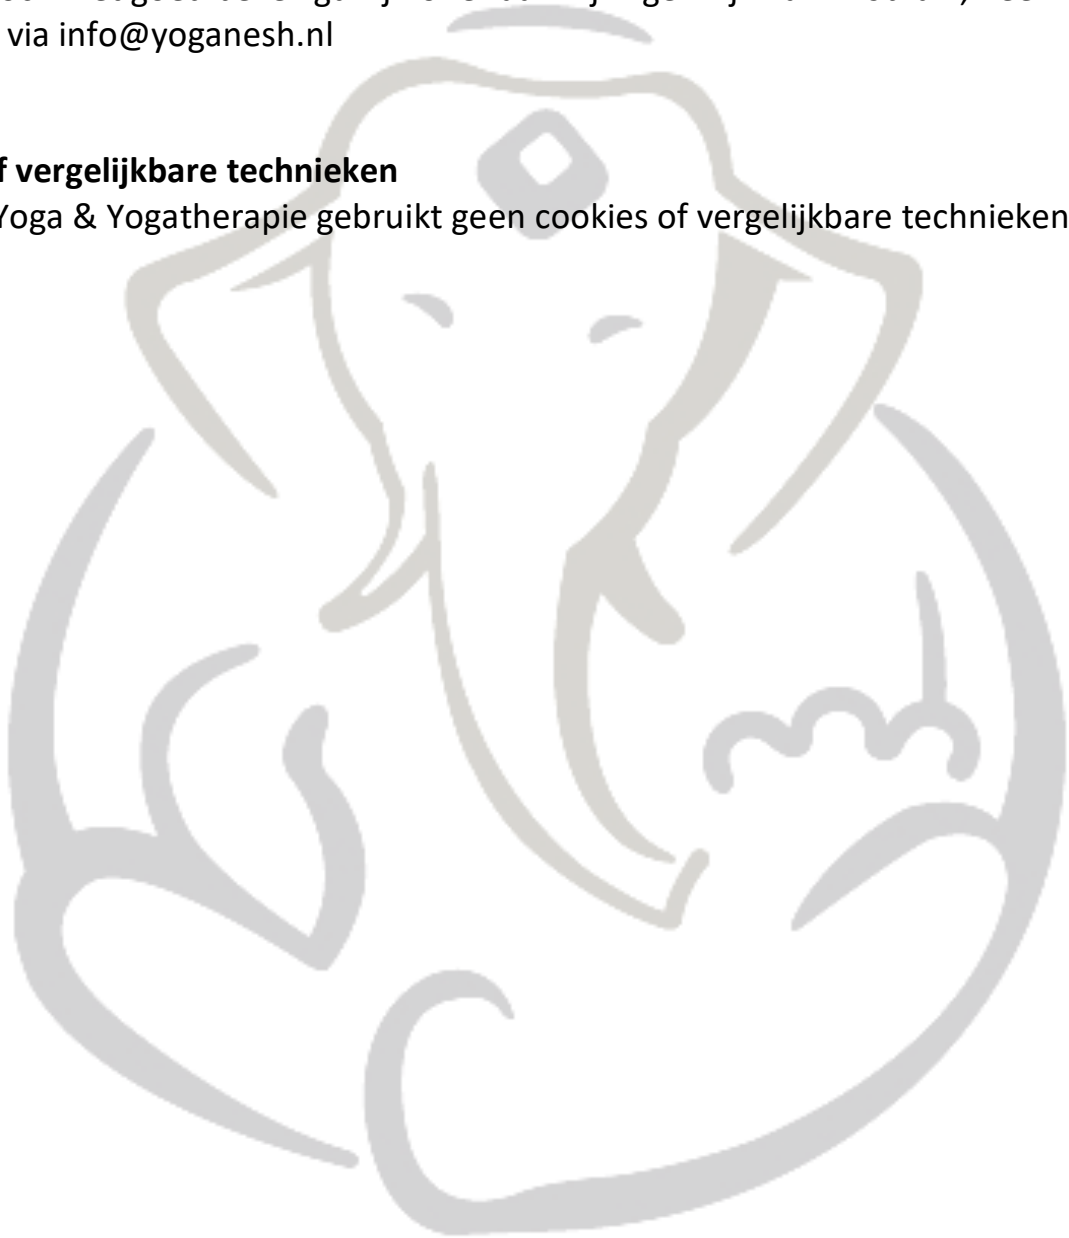 via info@yoganesh.nl
vergelijkbare technieken
Yoga & Yogatherapie gebruikt geen cookies of vergelijkbare technieken